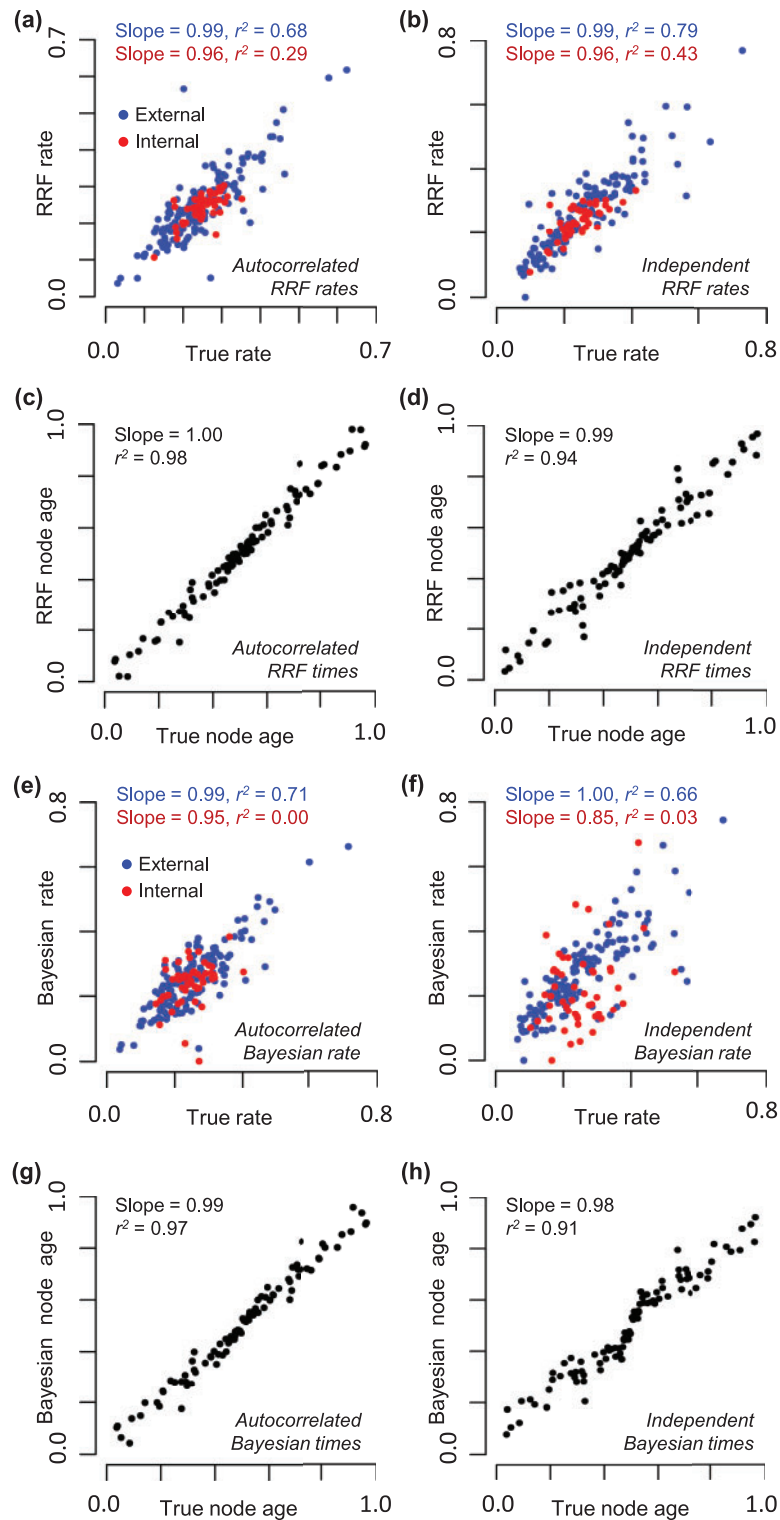 (a)
Slope = 0.99, r² = 0.68
Slope = 0.96, r² = 0.29
0.7
RRF rate
0.0
External
Internal
Autocorrelated
RRF rates
0.0
True rate
0.7
(b)
Slope = 0.99, r² = 0.79
Slope = 0.96, r² = 0.43
0.8
RRF rate
0.0
Independent
RRF rates
0.0
True rate
0.8
(c)
Slope = 1.00
r² = 0.98
1.0
RRF node age
0.0
Autocorrelated
RRF times
0.0
True node age
1.0
(d)
Slope = 0.99
r² = 0.94
1.0
RRF node age
0.0
Independent
RRF times
0.0
True node age
1.0
(e)
Slope = 0.99, r² = 0.71
Slope = 0.95, r² = 0.00
0.8
Bayesian rate
0.0
External
Internal
Autocorrelated
Bayesian rate
0.0
True rate
0.8
(f)
Slope = 1.00, r² = 0.66
Slope = 0.85, r² = 0.03
0.8
Bayesian rate
0.0
Independent
Bayesian rate
0.0
True rate
0.8
(g)
Slope = 0.99
r² = 0.97
1.0
Bayesian node age
0.0
Autocorrelated
Bayesian times
0.0
True node age
1.0
(h)
Slope = 0.98
r² = 0.91
1.0
Bayesian node age
0.0
Independent
Bayesian times
0.0
True node age
1.0